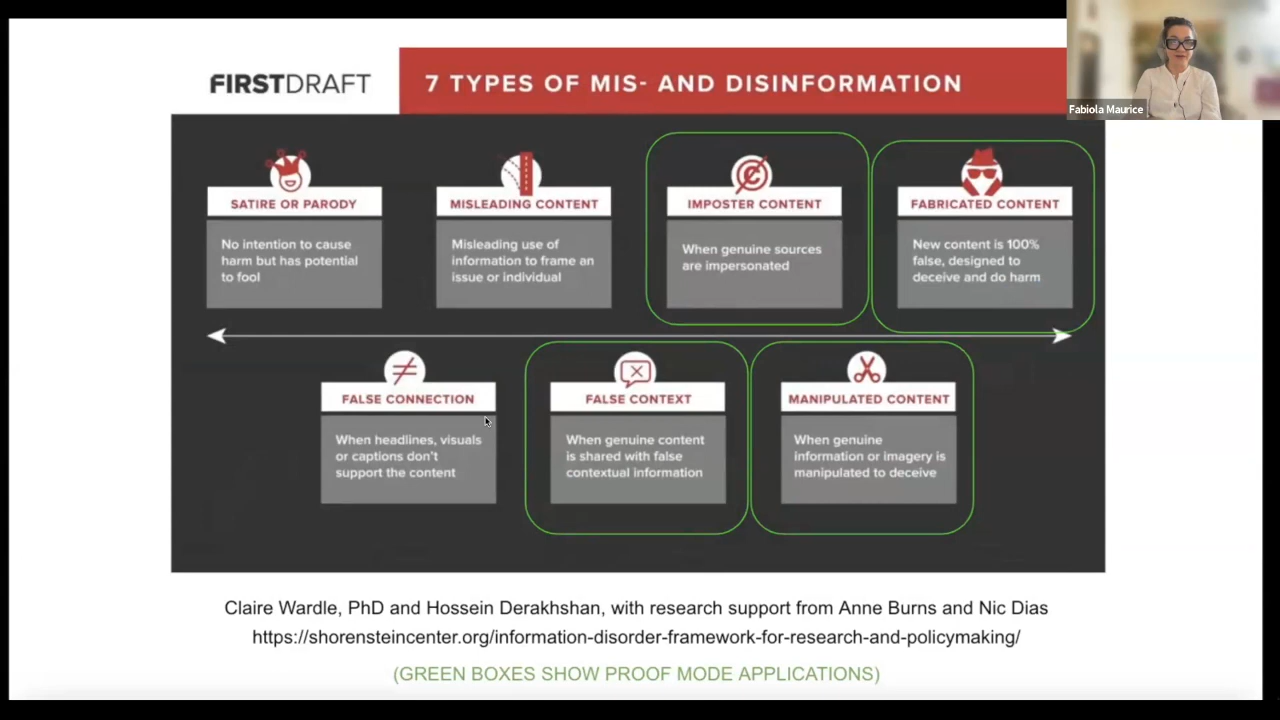 FIRSTDRAFT
7 TYPES OF MIS- AND DISINFORMATION
Fabiola Maurice
SATIRE OR PARODY
No intention to cause
harm but has potential
to fool
MISLEADING CONTENT
Misleading use of
information to frame an
issue or individual
IMPOSTER CONTENT
When genuine sources
are impersonated
FABRICATED CONTENT
New content is 100%
false, designed to
deceive and do harm
FALSE CONNECTION
When headlines, visuals
or captions don't
support the content
FALSE CONTEXT
When genuine content
is shared with false
contextual information
MANIPULATED CONTENT
When genuine
information or imagery is
manipulated to deceive
Claire Wardle, PhD and Hossein Derakhshan, with research support from Anne Burns and Nic Dias
https://shorensteincenter.org/information-disorder-framework-for-research-and-policymaking/
(GREEN BOXES SHOW PROOF MODE APPLICATIONS)